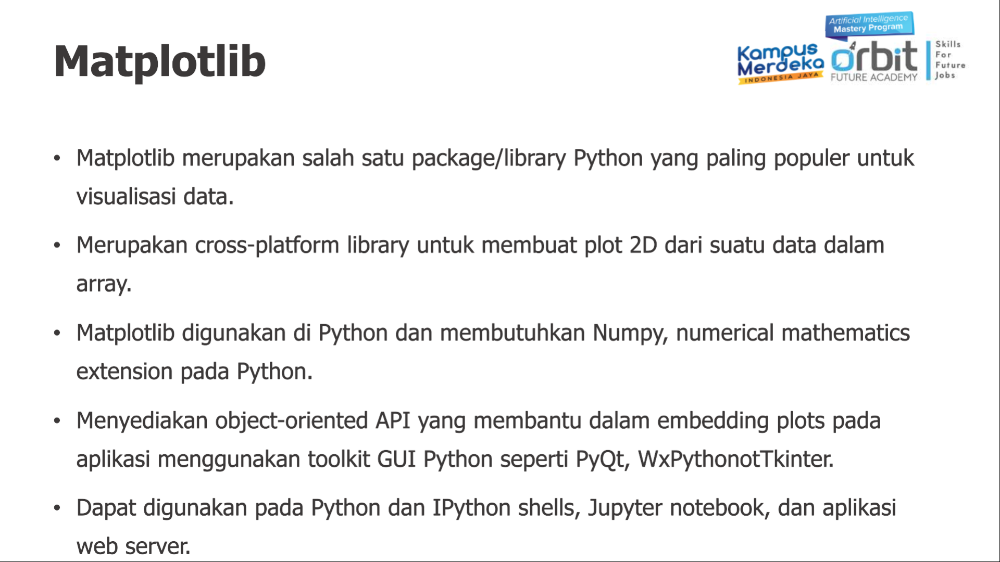 Artificial Intelligence
Mastery Program
Matplotlib
Kampus
Merdeka
INDONESIA JAYA
orbit
FUTURE ACADEMY
Skills
For
Future
Jobs
• Matplotlib merupakan salah satu package/library Python yang paling populer untuk
visualisasi data.
• Merupakan cross-platform library untuk membuat plot 2D dari suatu data dalam
array.
• Matplotlib digunakan di Python dan membutuhkan Numpy, numerical mathematics
extension pada Python.
• Menyediakan object-oriented API yang membantu dalam embedding plots pada
aplikasi menggunakan toolkit GUI Python seperti PyQt, WxPythonotTkinter.
• Dapat digunakan pada Python dan IPython shells, Jupyter notebook, dan aplikasi
web server.